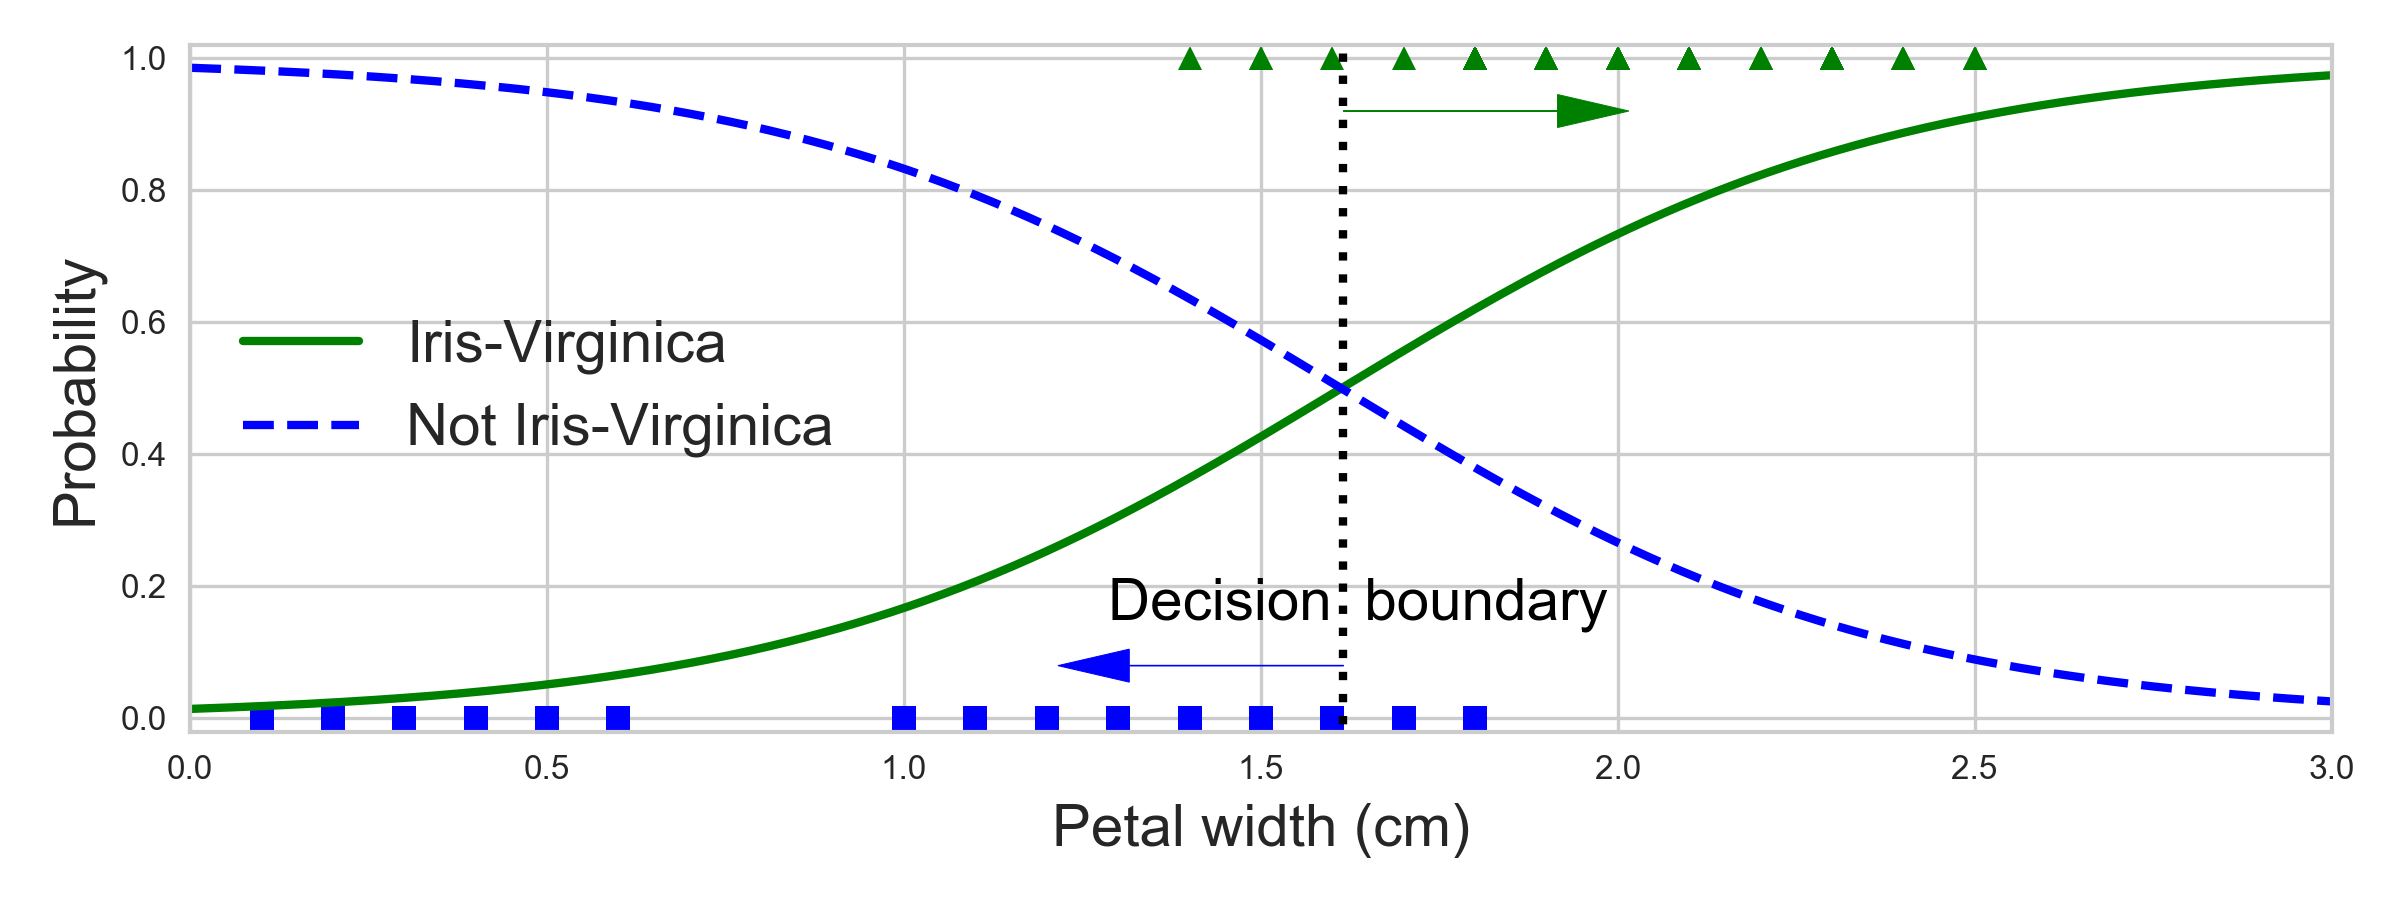 1.0
0.8
0.6
0.4
0.2
0.0
Probability
Iris-Virginica
Not Iris-Virginica
Decision boundary
0.0 0.5 1.0 1.5 2.0 2.5 3.0
Petal width (cm)